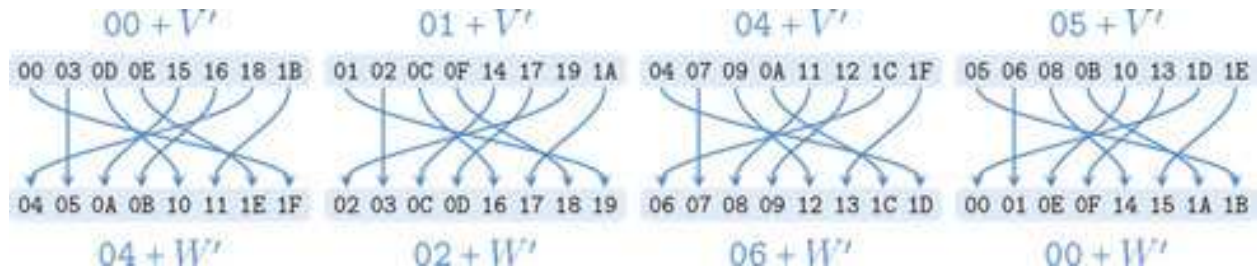 00 + V′ 01 + V′ 04 + V′ 05 + V′
00 03 0D 0E 15 16 18 1B 01 02 0C 0F 14 17 19 1A 04 07 09 0A 11 12 1C 1F 05 06 08 0B 10 13 1D 1E
04 05 0A 0B 10 11 1E 1F 02 03 0C 0D 16 17 18 19 06 07 08 09 12 13 1C 1D 00 01 0E 0F 14 15 1A 1B
04 + W′ 02 + W′ 06 + W′ 00 + W′